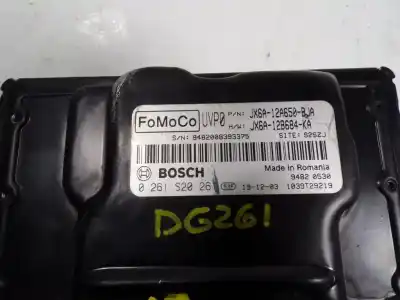 FoMoCo UVP0 P/N: JX6A-12A650-BJA
H/W: JX6A-12B684-KA
S/N: 9482008393375 SITE: S2SZJ
BOSCH Made in Romania
9482 0530
0 261 S20 261 19-12-03 1039T29219
DG261